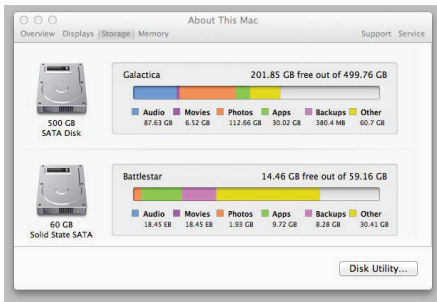 About This Mac
Overview Displays Storage Memory Support Service
Galactica 201.85 GB free out of 499.76 GB
Audio Movies Photos Apps Backups Other
87.63 GB 6.52 GB 112.66 GB 30.02 GB 380.4 MB 60.7 GB
500 GB
SATA Disk
Battlestar 14.46 GB free out of 59.16 GB
Audio Movies Photos Apps Backups Other
18.45 EB 18.45 EB 1.93 GB 9.72 GB 8.28 GB 30.41 GB
60 GB
Solid State SATA
Disk Utility...